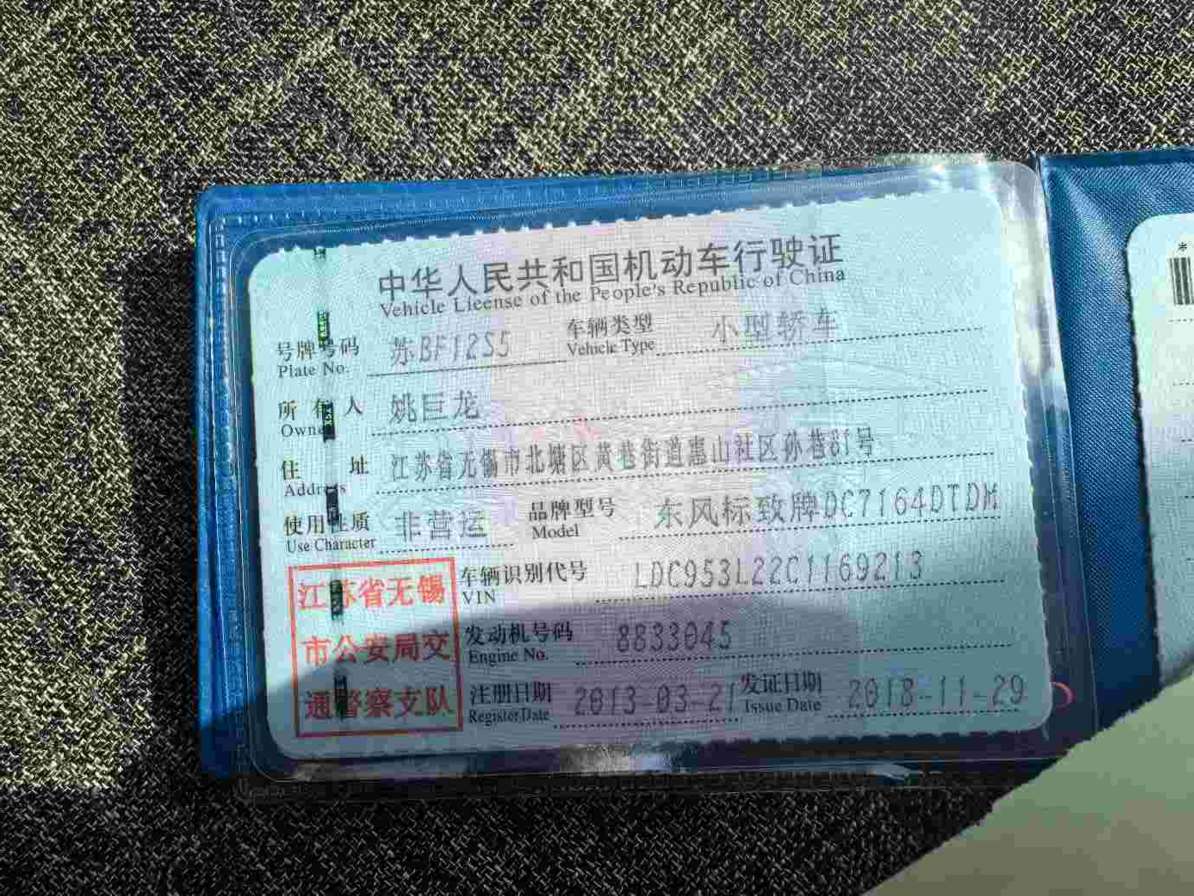 中华人民共和国机动车行驶证
Vehicle License of the People's Republic of China
号牌号码 苏BF12S5 车辆类型 小型轿车
Plate No. Vehicle Type
所有人 姚巨龙
Owner
住址 江苏省无锡市北塘区黄巷街道惠山社区孙巷81号
Address
使用性质 非营运 品牌型号 东风标致牌DC7164DTDM
Use Character Model
江苏省无锡
市公安局交
通警察支队
车辆识别代号 LDC953L22C1169213
VIN
发动机号码 8833045
Engine No.
注册日期 2013-03-21 发证日期 2018-11-29
Register Date Issue Date
*